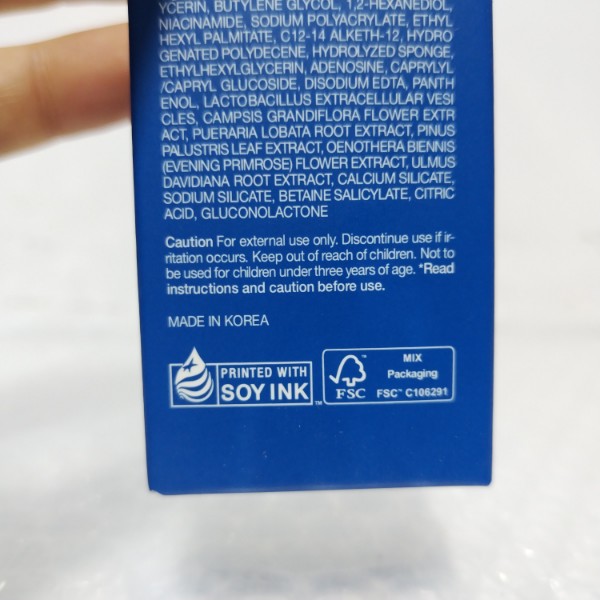 YCERIN, BUTYLENE GLYCOL, 1,2-HEXANEDIOL,
NIACINAMIDE, SODIUM POLYACRYLATE, ETHYL
HEXYL PALMITATE, C12-14 ALKETH-12, HYDRO
GENATED POLYDECENE, HYDROLYZED SPONGE,
ETHYLHEXYLGLYCERIN, ADENOSINE, CAPRYLYL
/CAPRYL GLUCOSIDE, DISODIUM EDTA, PANTH
ENOL, LACTOBACILLUS EXTRACELLULAR VESI
CLES, CAMPSIS GRANDIFLORA FLOWER EXTR
ACT, PUERARIA LOBATA ROOT EXTRACT, PINUS
PALUSTRIS LEAF EXTRACT, OENOTHERA BIENNIS
(EVENING PRIMROSE) FLOWER EXTRACT, ULMUS
DAVIDIANA ROOT EXTRACT, CALCIUM SILICATE,
SODIUM SILICATE, BETAINE SALICYLATE, CITRIC
ACID, GLUCONOLACTONE
Caution For external use only. Discontinue use if ir-
ritation occurs. Keep out of reach of children. Not to
be used for children under three years of age. *Read
instructions and caution before use.
MADE IN KOREA
PRINTED WITH
SOY INK™
FSC™
MIX
Packaging
FSC™ C106291